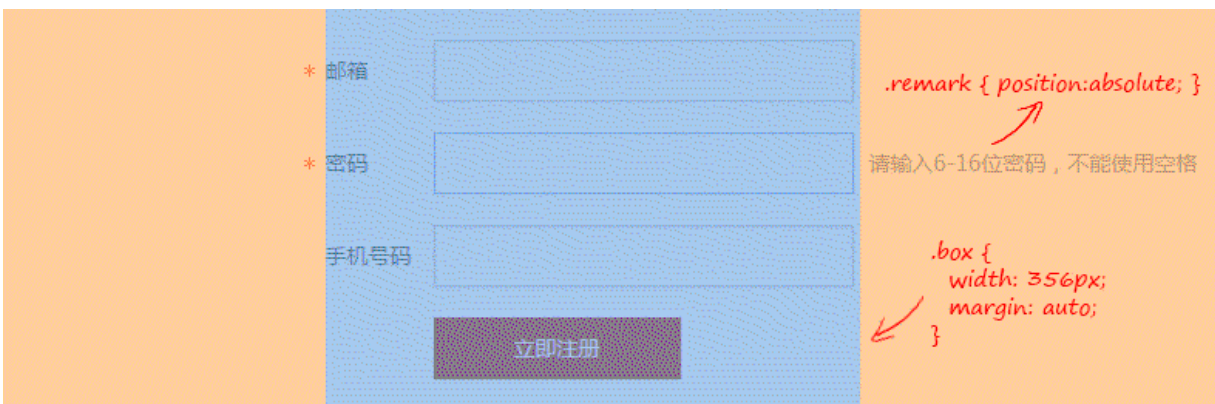 * 邮箱
.remark { position:absolute; }
* 密码
请输入6-16位密码，不能使用空格
手机号码
.box {
width: 356px;
margin: auto;
}
立即注册